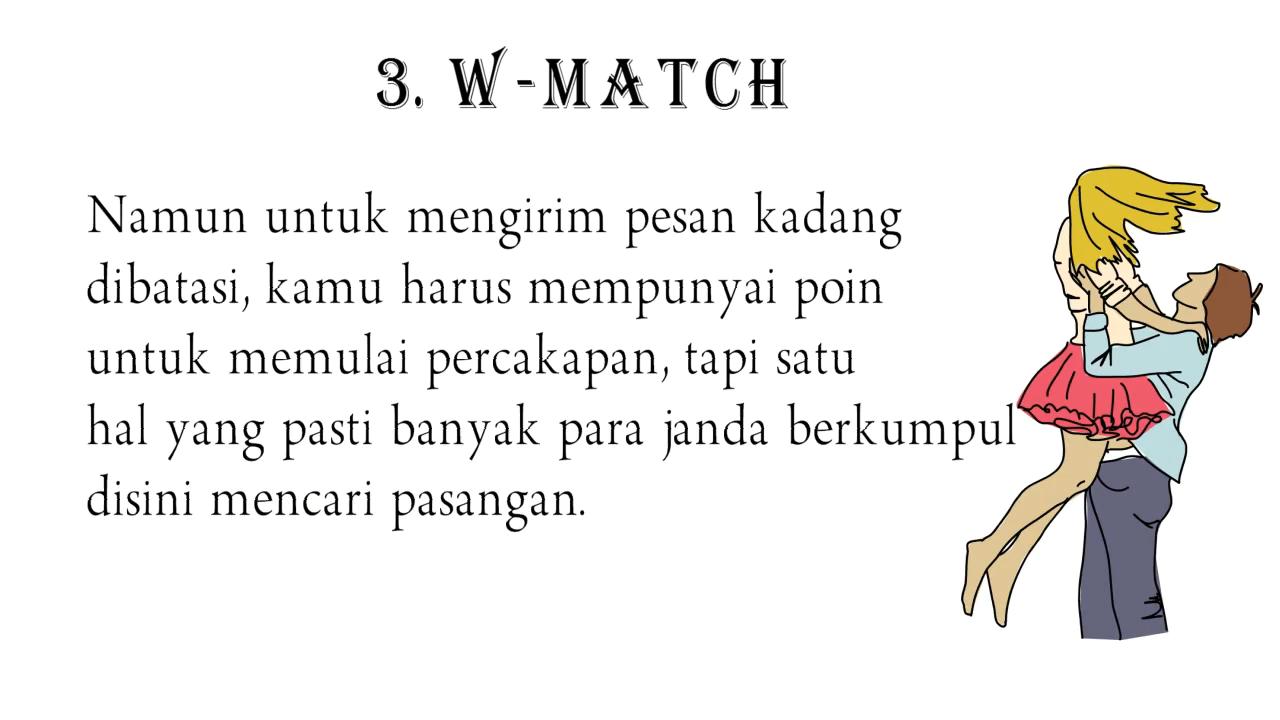 3. W-MATCH
Namun untuk mengirim pesan kadang
dibatasi, kamu harus mempunyai poin
untuk memulai percakapan, tapi satu
hal yang pasti banyak para janda berkumpul
disini mencari pasangan.